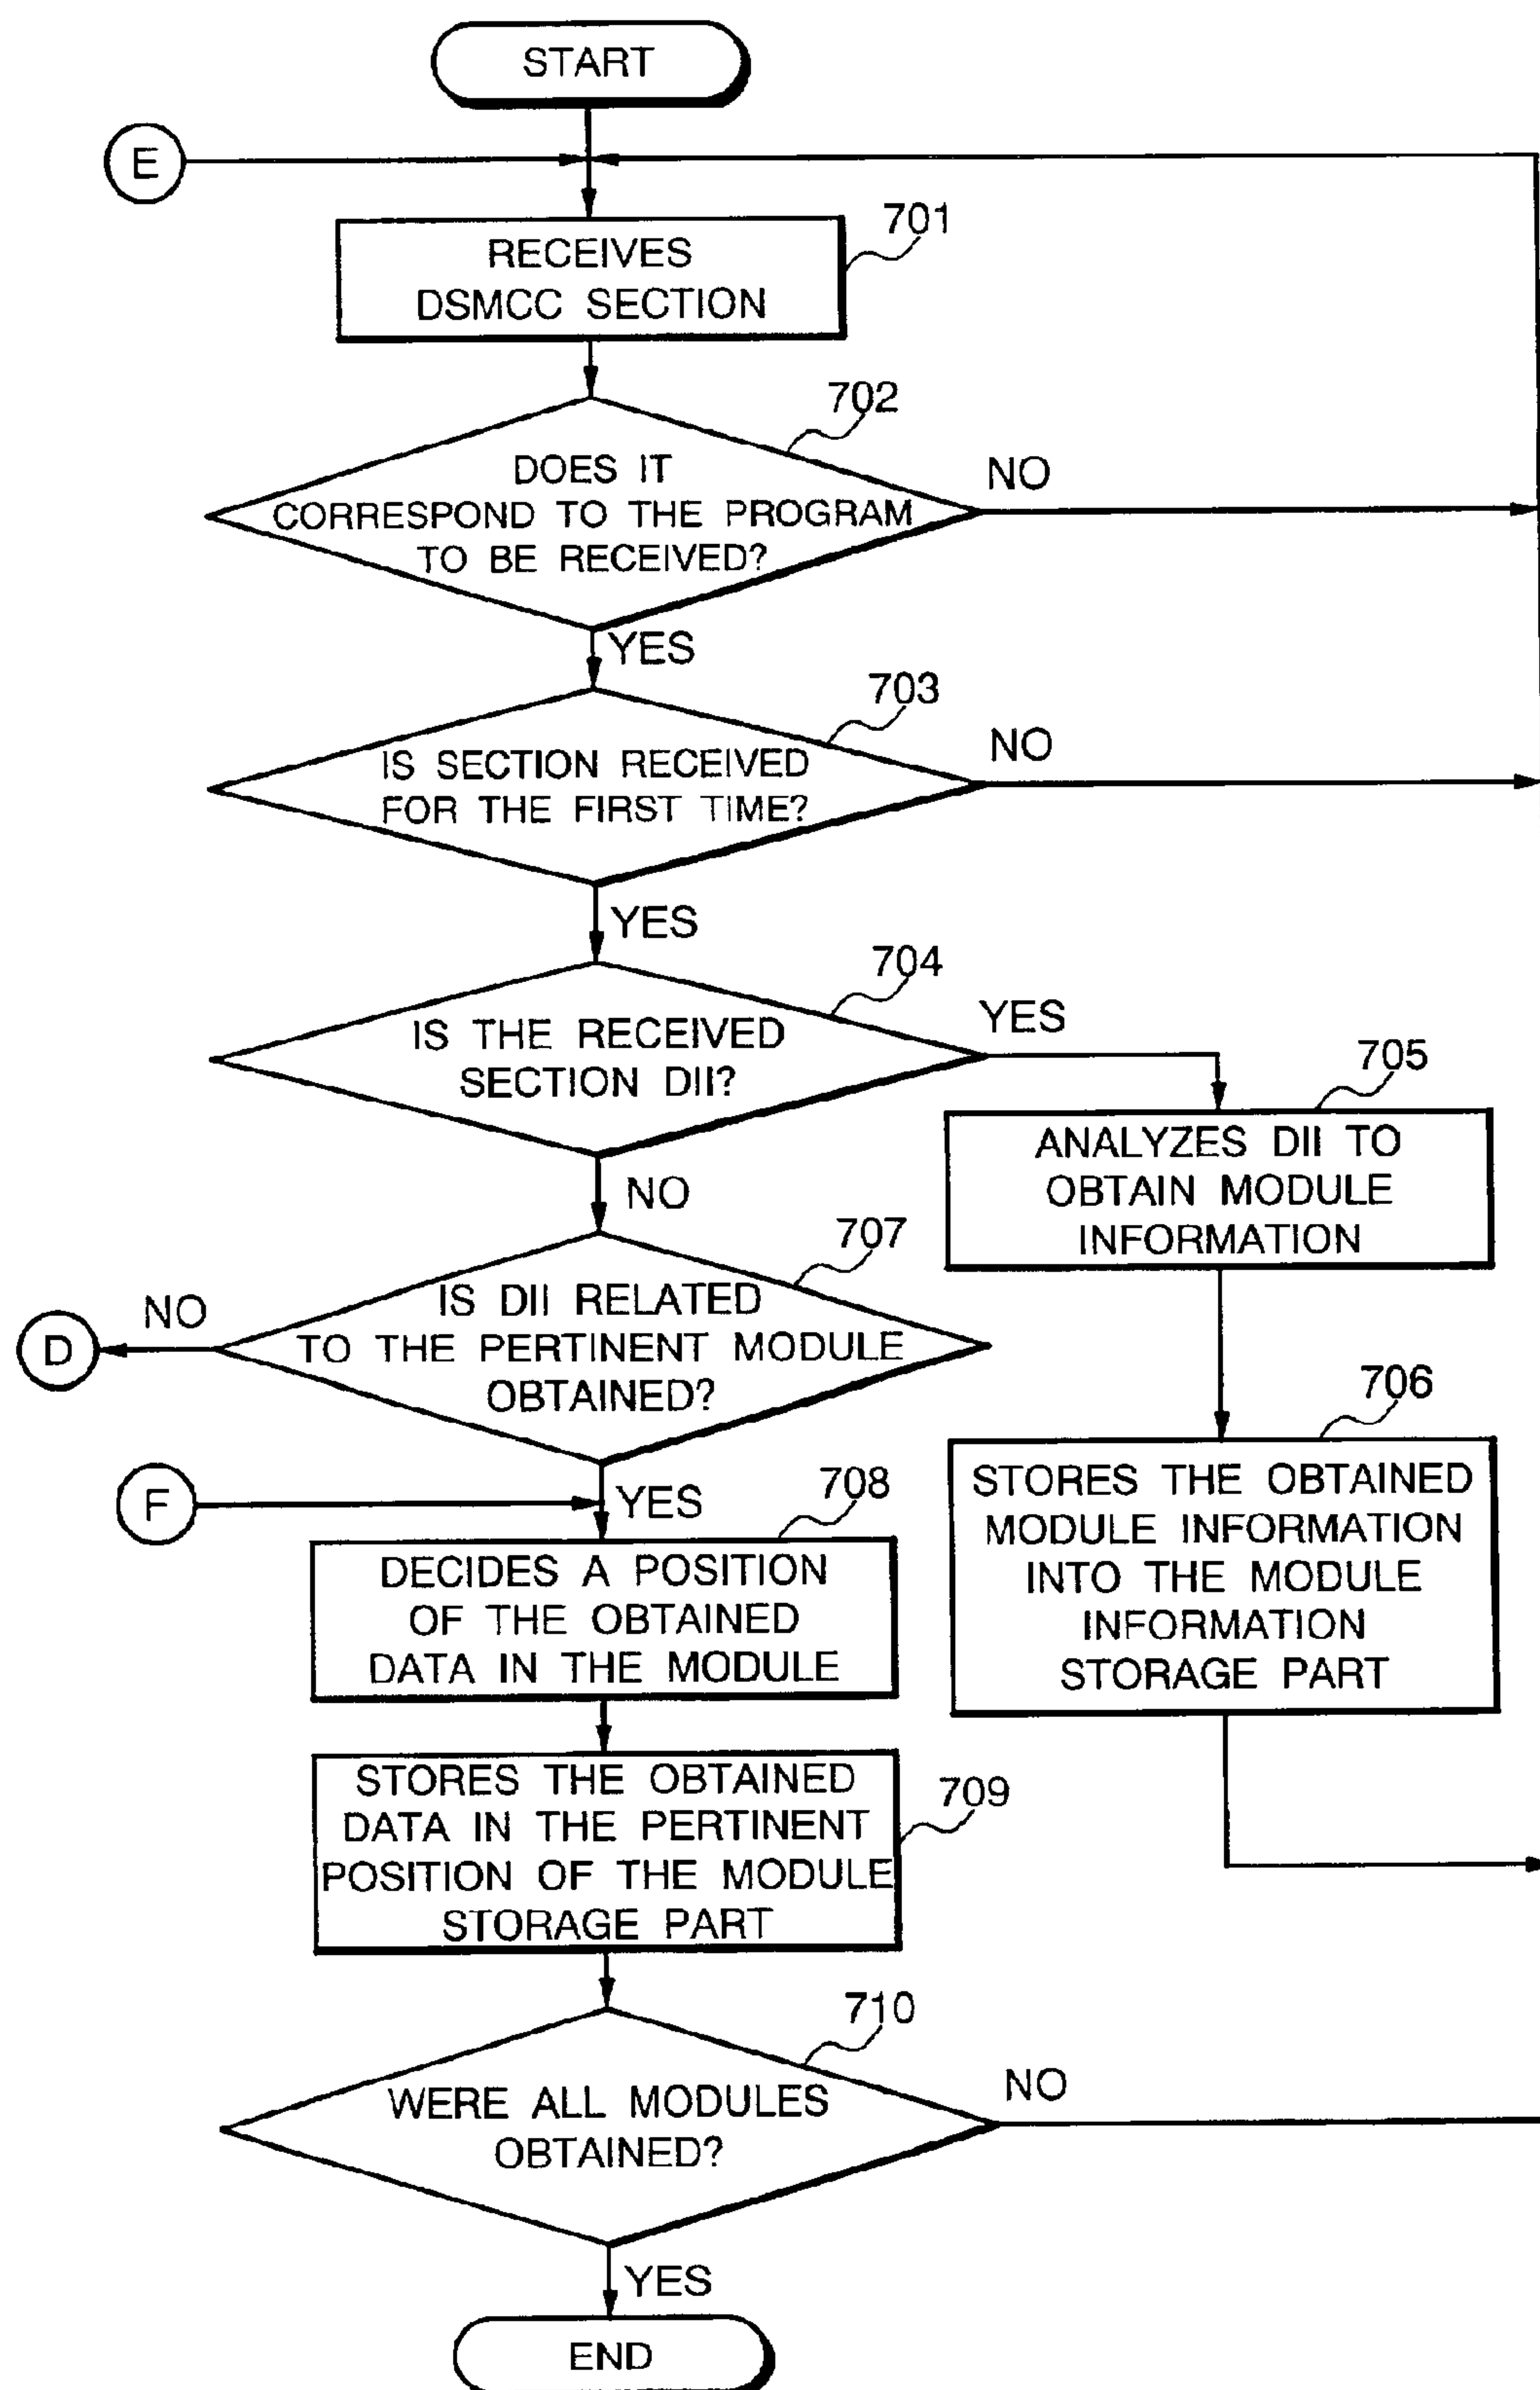 START
E
701
RECEIVES
DSMCC SECTION
702
DOES IT
CORRESPOND TO THE PROGRAM
TO BE RECEIVED?
NO
YES
703
IS SECTION RECEIVED
FOR THE FIRST TIME?
NO
YES
704
IS THE RECEIVED
SECTION DII?
YES
705
ANALYZES DII TO
OBTAIN MODULE
INFORMATION
NO
707
IS DII RELATED
TO THE PERTINENT MODULE
OBTAINED?
NO
D
706
STORES THE OBTAINED
MODULE INFORMATION
INTO THE MODULE
INFORMATION
STORAGE PART
F
YES
708
DECIDES A POSITION
OF THE OBTAINED
DATA IN THE MODULE
709
STORES THE OBTAINED
DATA IN THE PERTINENT
POSITION OF THE MODULE
STORAGE PART
710
WERE ALL MODULES
OBTAINED?
NO
YES
END